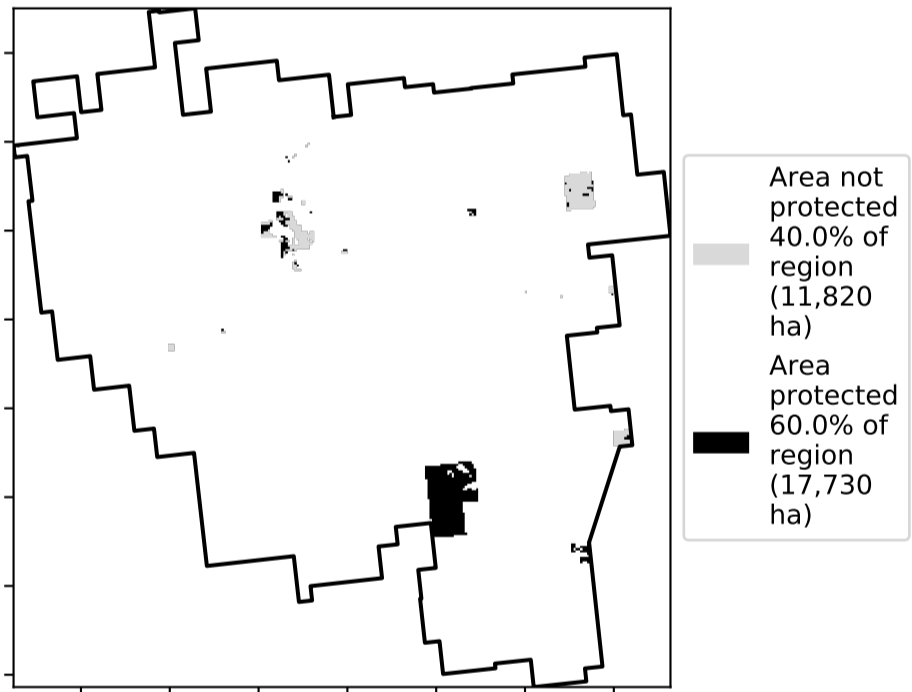 Area not
protected
40.0% of
region
(11,820
ha)
Area
protected
60.0% of
region
(17,730
ha)